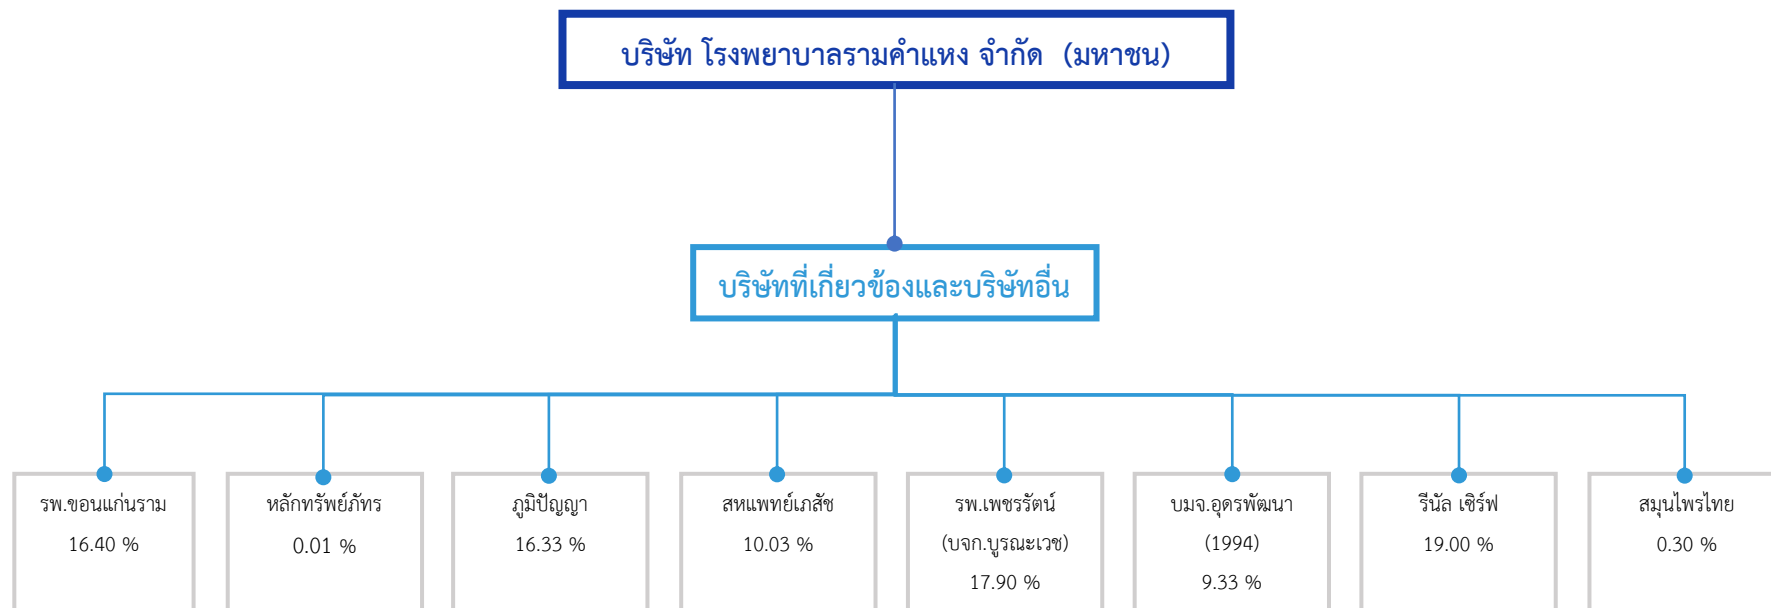 บริษัท โรงพยาบาลรามคำแหง จำกัด (มหาชน)
บริษัทที่เกี่ยวข้องและบริษัทอื่น
รพ.ขอนแก่นราม
16.40 %
หลักทรัพย์ภัทร
0.01 %
ภูมิปัญญา
16.33 %
สหแพทย์เภสัช
10.03 %
รพ.เพชรรัตน์
(บจก.บูรณะเวช)
17.90 %
บมจ.อุดรพัฒนา
(1994)
9.33 %
รีนัล เซิร์ฟ
19.00 %
สมุนไพรไทย
0.30 %